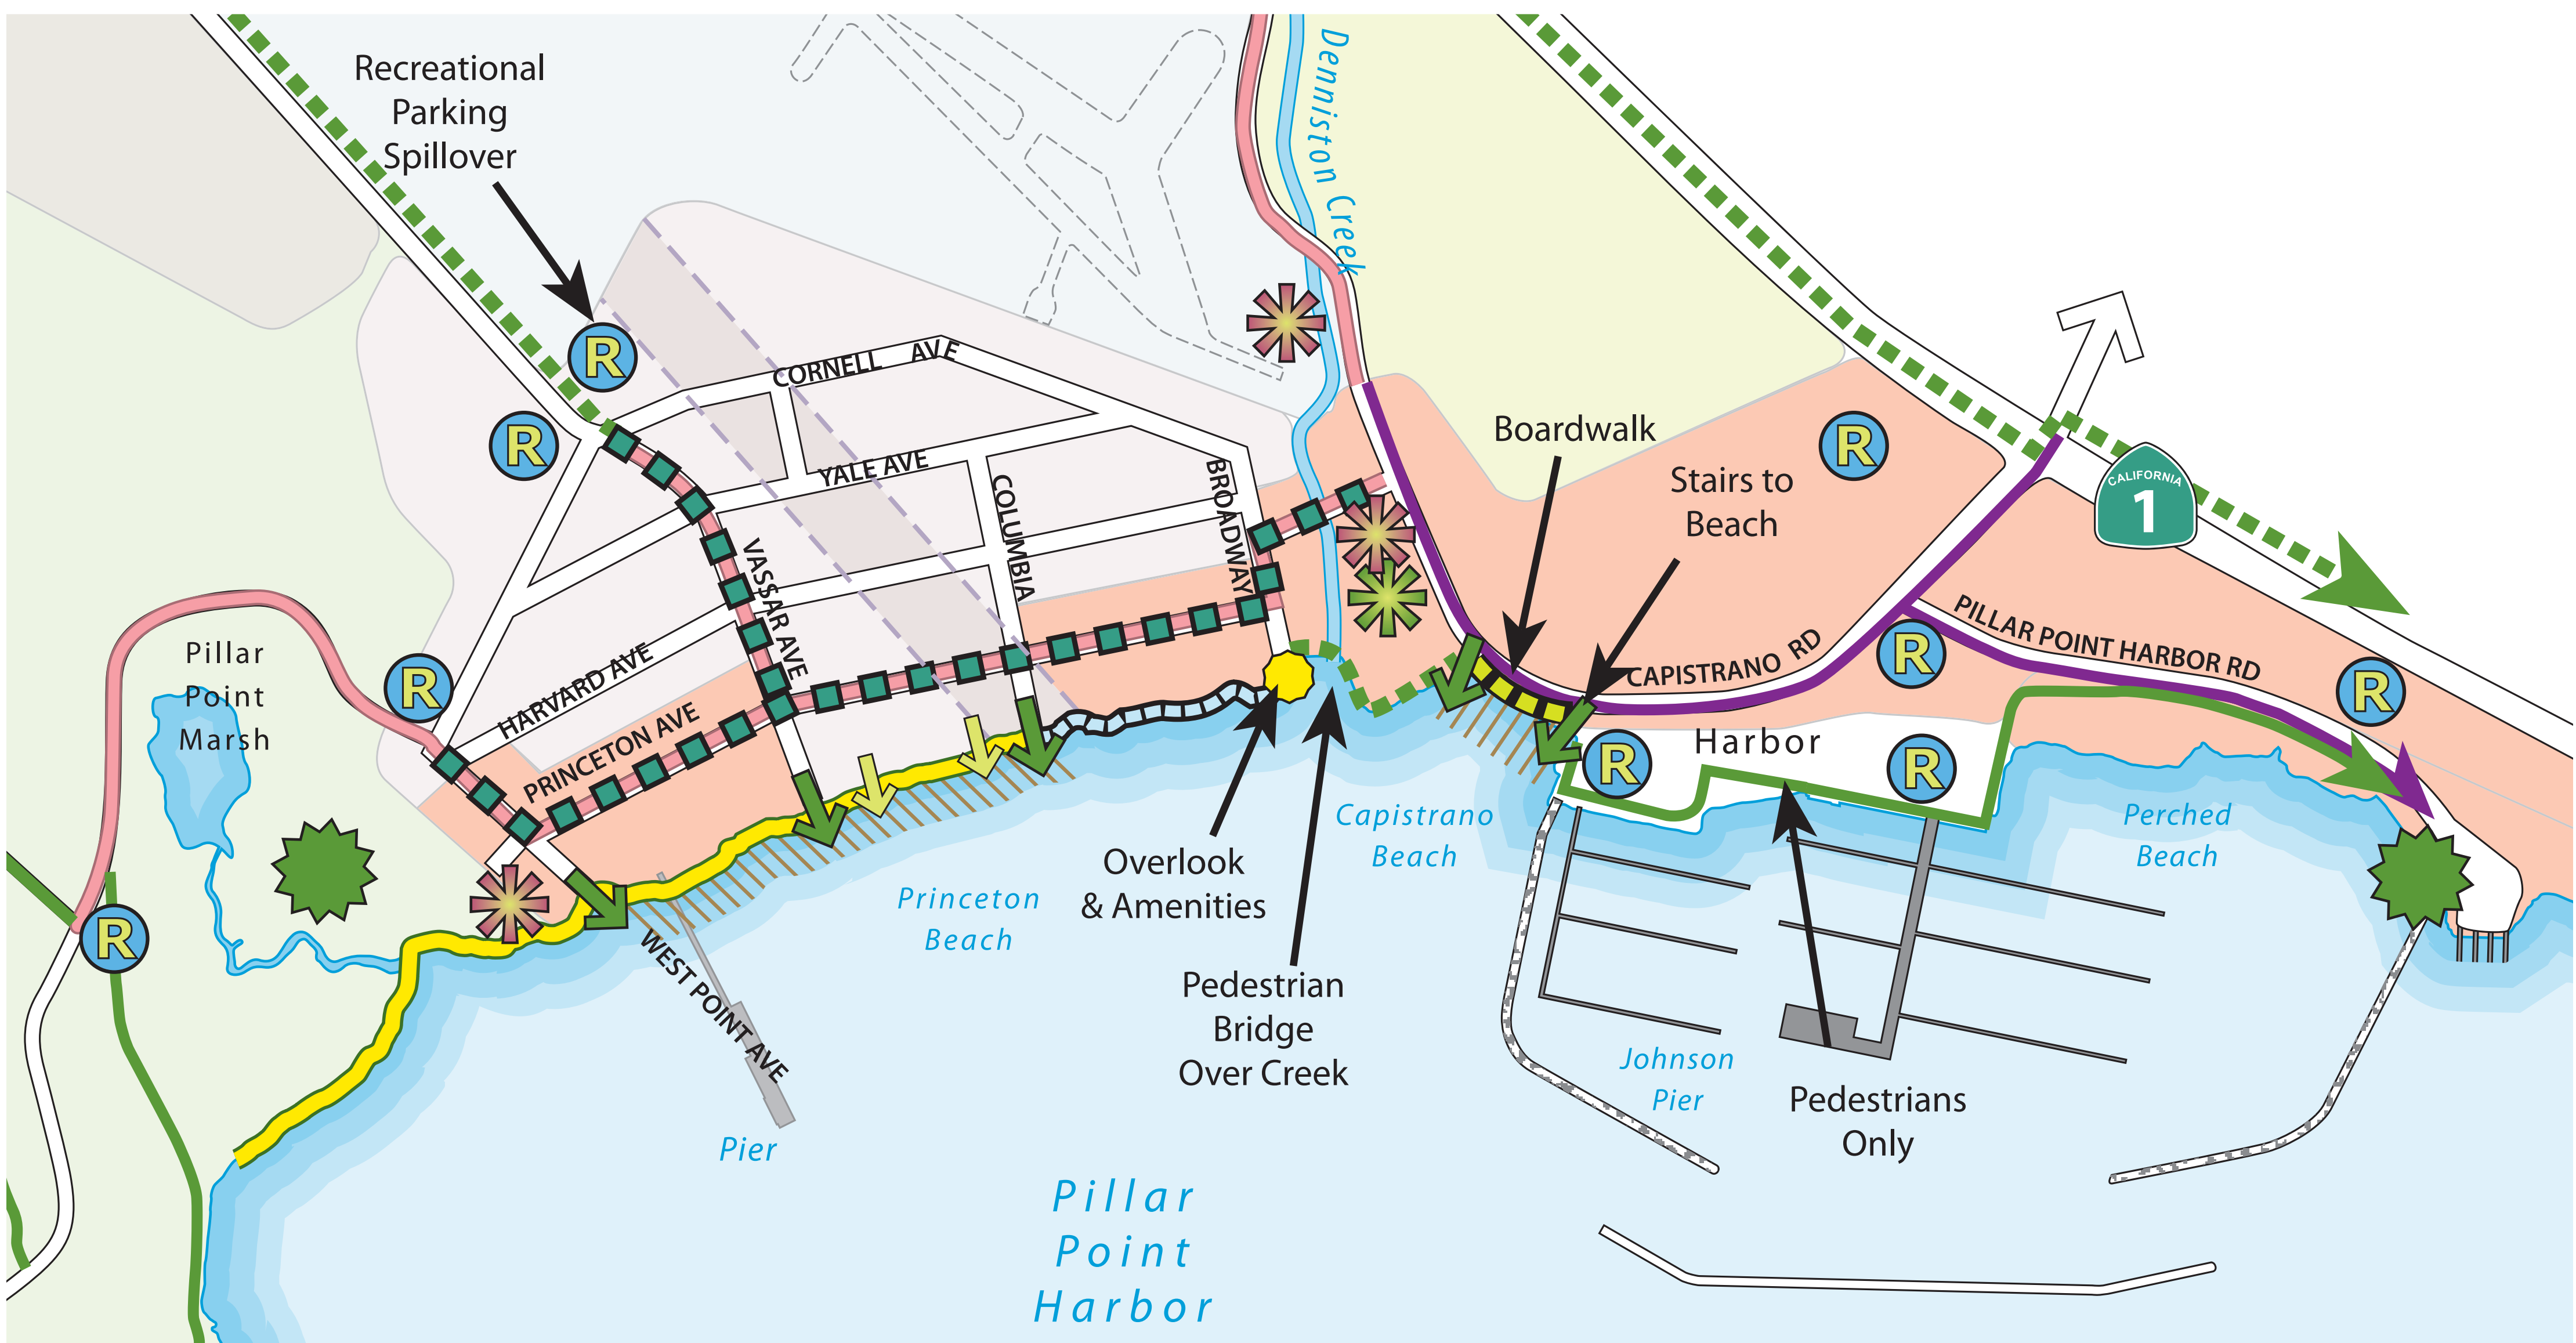 Recreational
Parking
Spillover
Denniston Creek
R
R
R
R
R
R
R
R
R
CORNELL AVE
YALE AVE
COLUMBIA
BROADWAY
VASSAR AVE
HARVARD AVE
PRINCETON AVE
WEST POINT AVE
Boardwalk
Stairs to
Beach
CALIFORNIA
1
PILLAR POINT HARBOR RD
CAPISTRANO RD
Pillar
Point
Marsh
Harbor
Capistrano
Beach
Perched
Beach
Princeton
Beach
Overlook
& Amenities
Pedestrian
Bridge
Over Creek
Johnson
Pier
Pedestrians
Only
Pier
Pillar
Point
Harbor